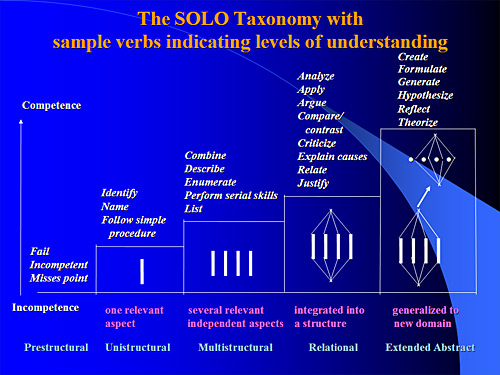 The SOLO Taxonomy with
sample verbs indicating levels of understanding
Competence
Fail
Incompetent
Misses point
Identify
Name
Follow simple
procedure
Combine
Describe
Enumerate
Perform serial skills
List
Analyze
Apply
Argue
Compare/
contrast
Criticize
Explain causes
Relate
Justify
Create
Formulate
Generate
Hypothesize
Reflect
Theorize
Incompetence
one relevant
aspect
several relevant
independent aspects
integrated into
a structure
generalized to
new domain
Prestructural
Unistructural
Multistructural
Relational
Extended Abstract